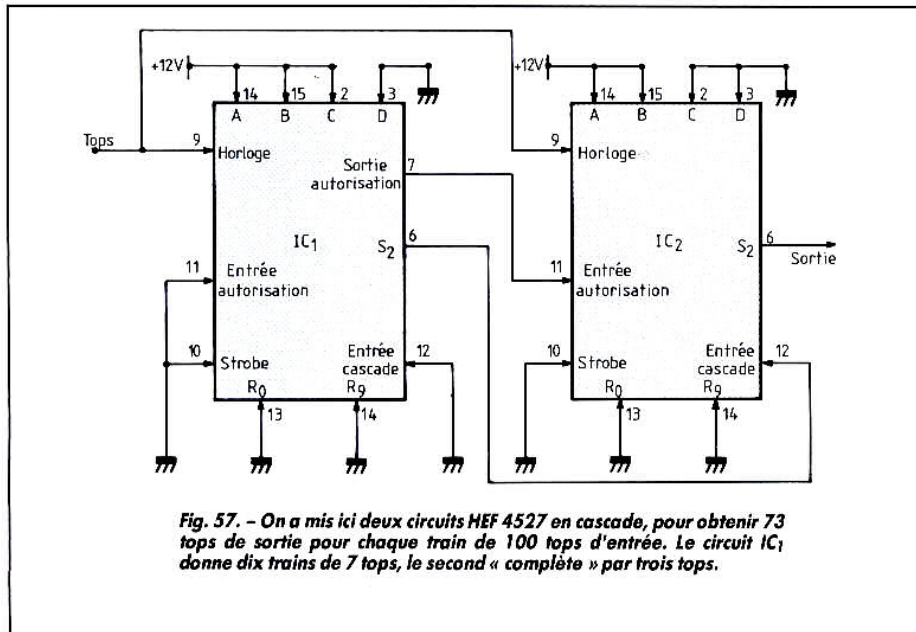 +12V
14
15
2
3
A
B
C
D
+12V
14
15
2
3
A
B
C
D
Tops
9
Horloge
Sortie
autorisation
7
IC1
6
S2
11
Entrée
autorisation
10
Strobe
Entrée
cascade
12
R0
R9
13
14
9
Horloge
IC2
S2
6
Sortie
11
Entrée
autorisation
10
Strobe
Entrée
cascade
12
R0
R9
13
14
Fig. 57. – On a mis ici deux circuits HEF 4527 en cascade, pour obtenir 73
tops de sortie pour chaque train de 100 tops d'entrée. Le circuit IC1
donne dix trains de 7 tops, le second « complète » par trois tops.